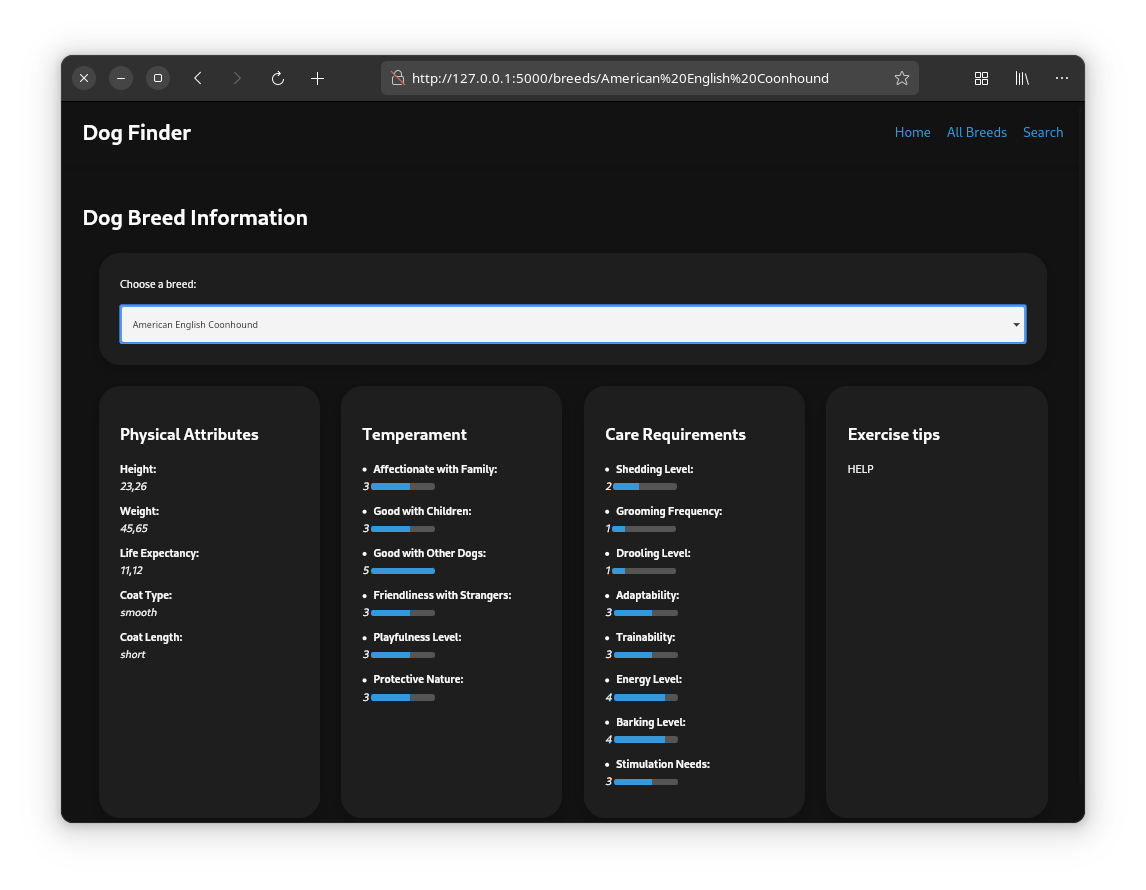 http://127.0.0.1:5000/breeds/American%20English%20Coonhound
Dog Finder
Home All Breeds Search
Dog Breed Information
Choose a breed:
American English Coonhound
Physical Attributes
Height:
23,26
Weight:
45,65
Life Expectancy:
11,12
Coat Type:
smooth
Coat Length:
short
Temperament
• Affectionate with Family:
3
• Good with Children:
3
• Good with Other Dogs:
5
• Friendliness with Strangers:
3
• Playfulness Level:
3
• Protective Nature:
3
Care Requirements
• Shedding Level:
2
• Grooming Frequency:
1
• Drooling Level:
1
• Adaptability:
3
• Trainability:
3
• Energy Level:
4
• Barking Level:
4
• Stimulation Needs:
3
Exercise tips
HELP